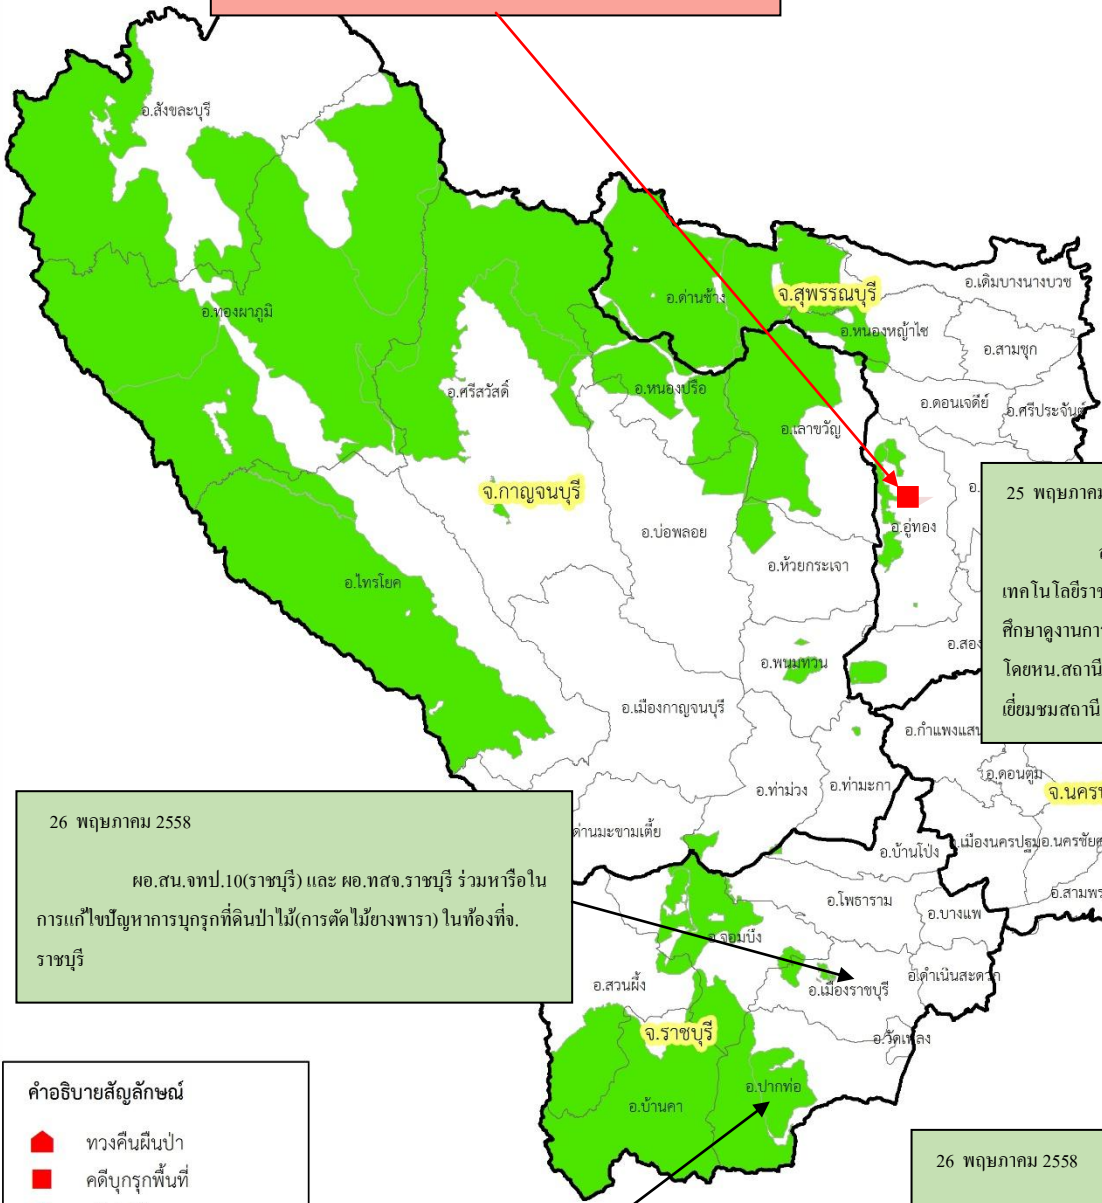 อ.สังขละบุรี
อ.ทองผาภูมิ
อ.ด่านช้าง
จ.สุพรรณบุรี
อ.เดิมบางนางบวช
อ.หนองหญ้าไซ
อ.สามชุก
อ.ศรีสวัสดิ์
อ.หนองปรือ
อ.ดอนเจดีย์
อ.ศรีประจันต์
อ.เลาขวัญ
จ.กาญจนบุรี
อ.อู่ทอง
อ.บ่อพลอย
อ.ห้วยกระเจา
อ.ไทรโยค
อ.สอง
อ.พนมทวน
อ.เมืองกาญจนบุรี
25 พฤษภาคม
เทคโนโลยีราช
ศึกษาดูงานการ
โดยหน.สถานี
เยี่ยมชมสถานี
อ.กำแพงแสน
อ.ดอนตูม
จ.นคร
อ.ท่าม่วง
อ.ท่ามะกา
ด่านมะขามเตี้ย
อ.บ้านโป่ง
อ.เมืองนครปฐม
อ.นครชัยศ
อ.สามพร
26 พฤษภาคม 2558
ผอ.สน.จทป.10(ราชบุรี) และ ผอ.ทสจ.ราชบุรี ร่วมหารือใน
การแก้ไขปัญหาการบุกรุกที่ดินป่าไม้(การตัดไม้ยางพารา) ในท้องที่จ.
ราชบุรี
อ.โพธาราม
อ.บางแพ
อ.จอมบึง
อ.สวนผึ้ง
อ.เมืองราชบุรี
อ.ดำเนินสะดวก
จ.ราชบุรี
อ.วัดเพลง
อ.บ้านคา
อ.ปากท่อ
คำอธิบายสัญลักษณ์
ทวงคืนผืนป่า
คดีบุกรุกพื้นที่
26 พฤษภาคม 2558